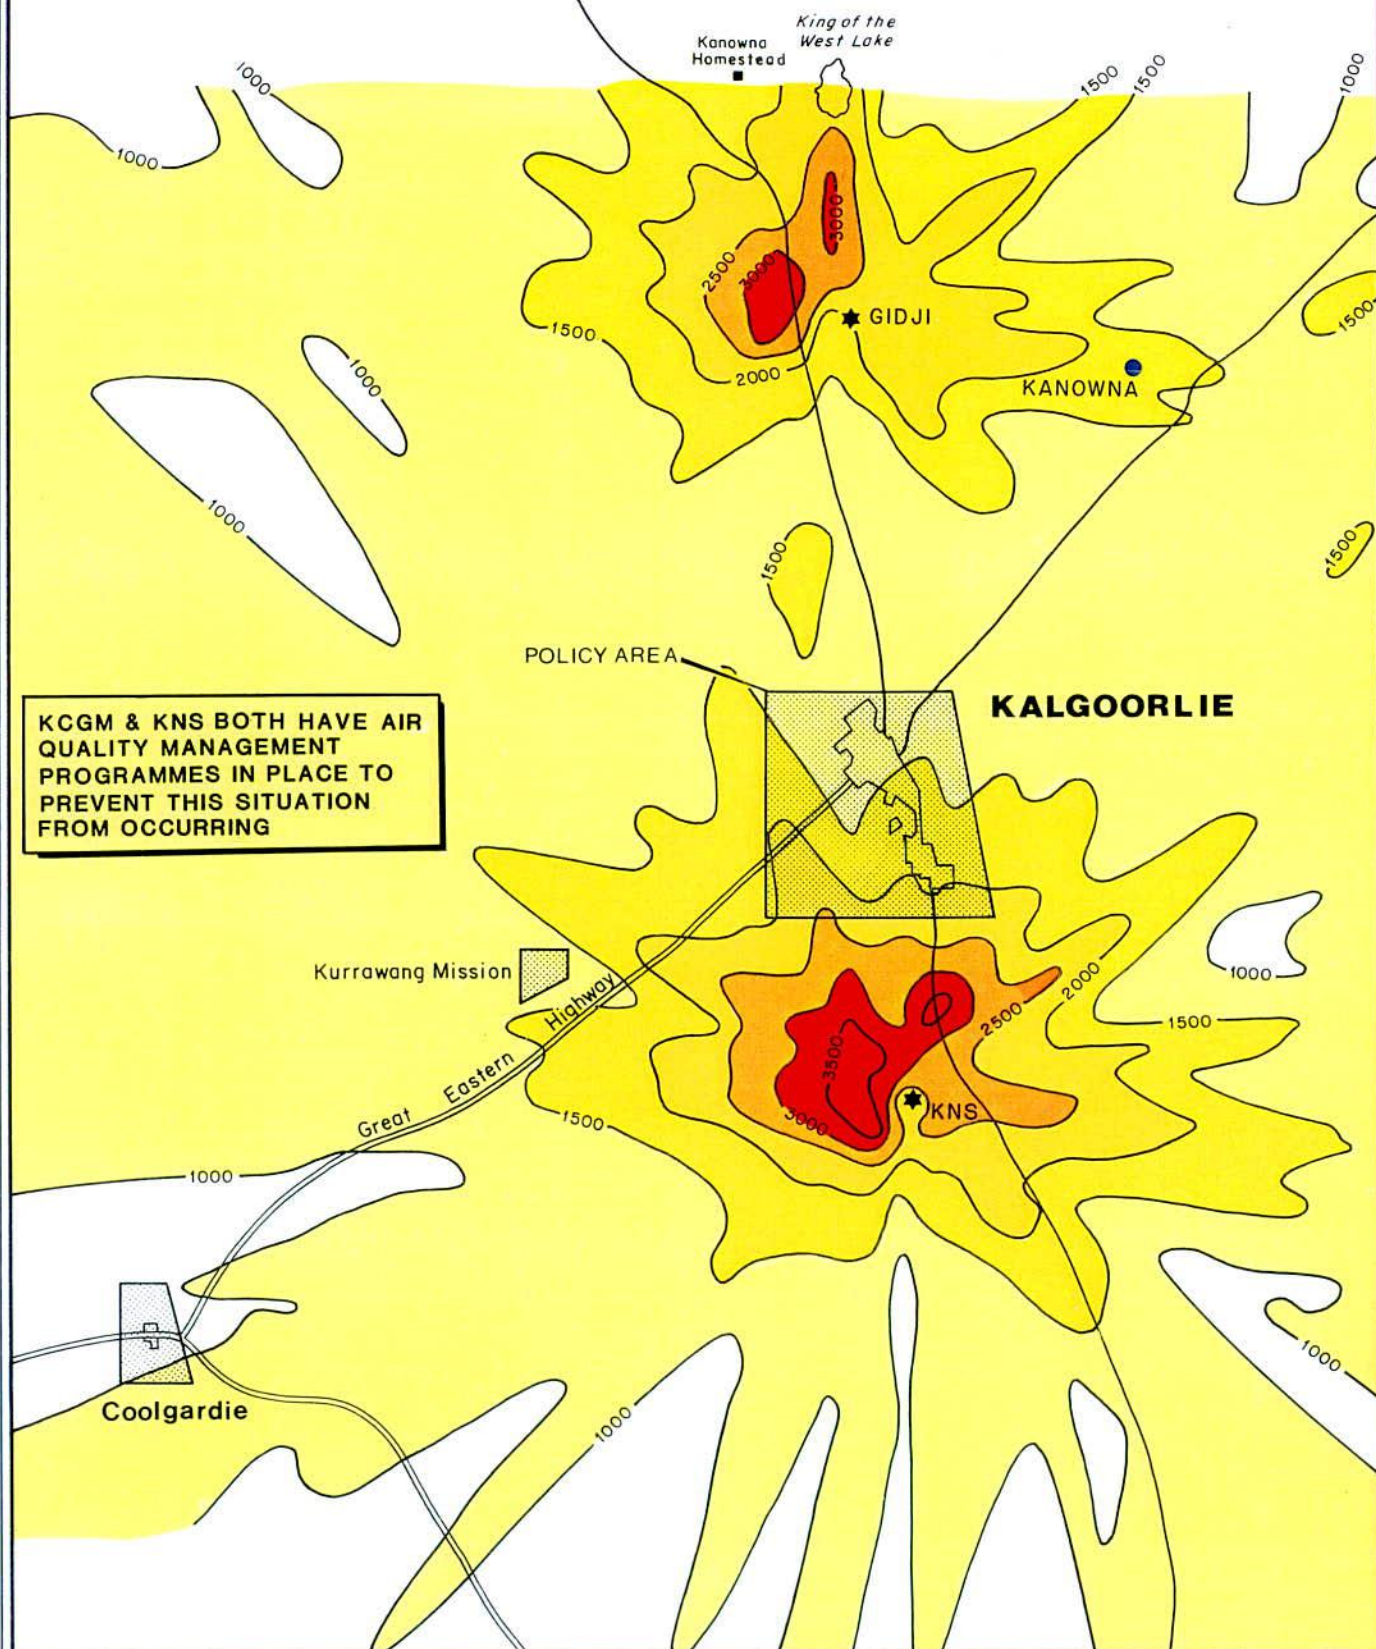 King of the
West Lake
Kanowna
Homestead
1000
1500
1500
1000
1000
3000
2500
3000
GIDJI
1500
1500
1000
2000
KANOWNA
1000
1500
1500
POLICY AREA
KALGOORLIE
KCGM & KNS BOTH HAVE AIR
QUALITY MANAGEMENT
PROGRAMMES IN PLACE TO
PREVENT THIS SITUATION
FROM OCCURRING
Kurrawang Mission
1000
2000
2500
1500
Great Eastern Highway
3500
KNS
3000
1500
1000
1000
Coolgardie
1000